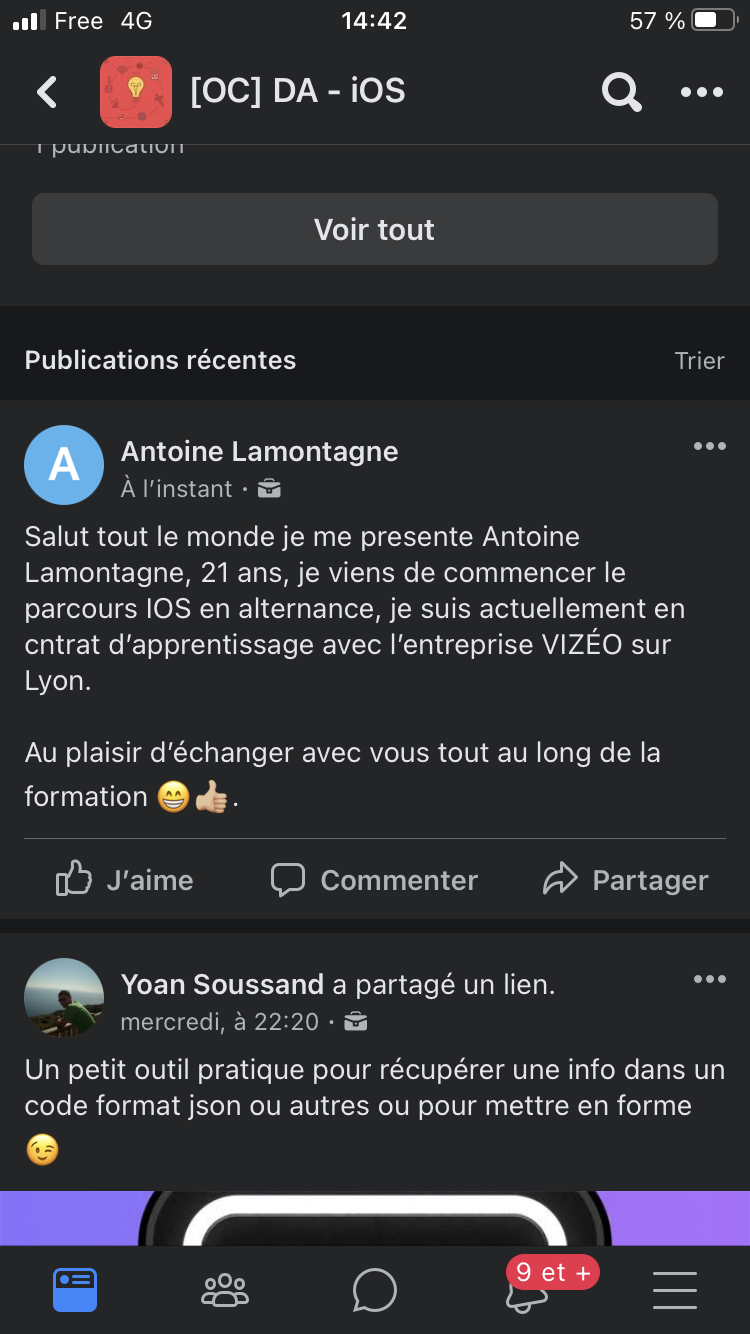 Free 4G 14:42 57 %
[OC] DA - iOS
1 publication
Voir tout
Publications récentes Trier
A Antoine Lamontagne
À l’instant ·
Salut tout le monde je me presente Antoine
Lamontagne, 21 ans, je viens de commencer le
parcours IOS en alternance, je suis actuellement en
cntrat d’apprentissage avec l’entreprise VIZÉO sur
Lyon.
Au plaisir d’échanger avec vous tout au long de la
formation 😁👍🏼.
J’aime Commenter Partager
Yoan Soussand a partagé un lien.
mercredi, à 22:20 ·
Un petit outil pratique pour récupérer une info dans un
code format json ou autres ou pour mettre en forme
😉
9 et +